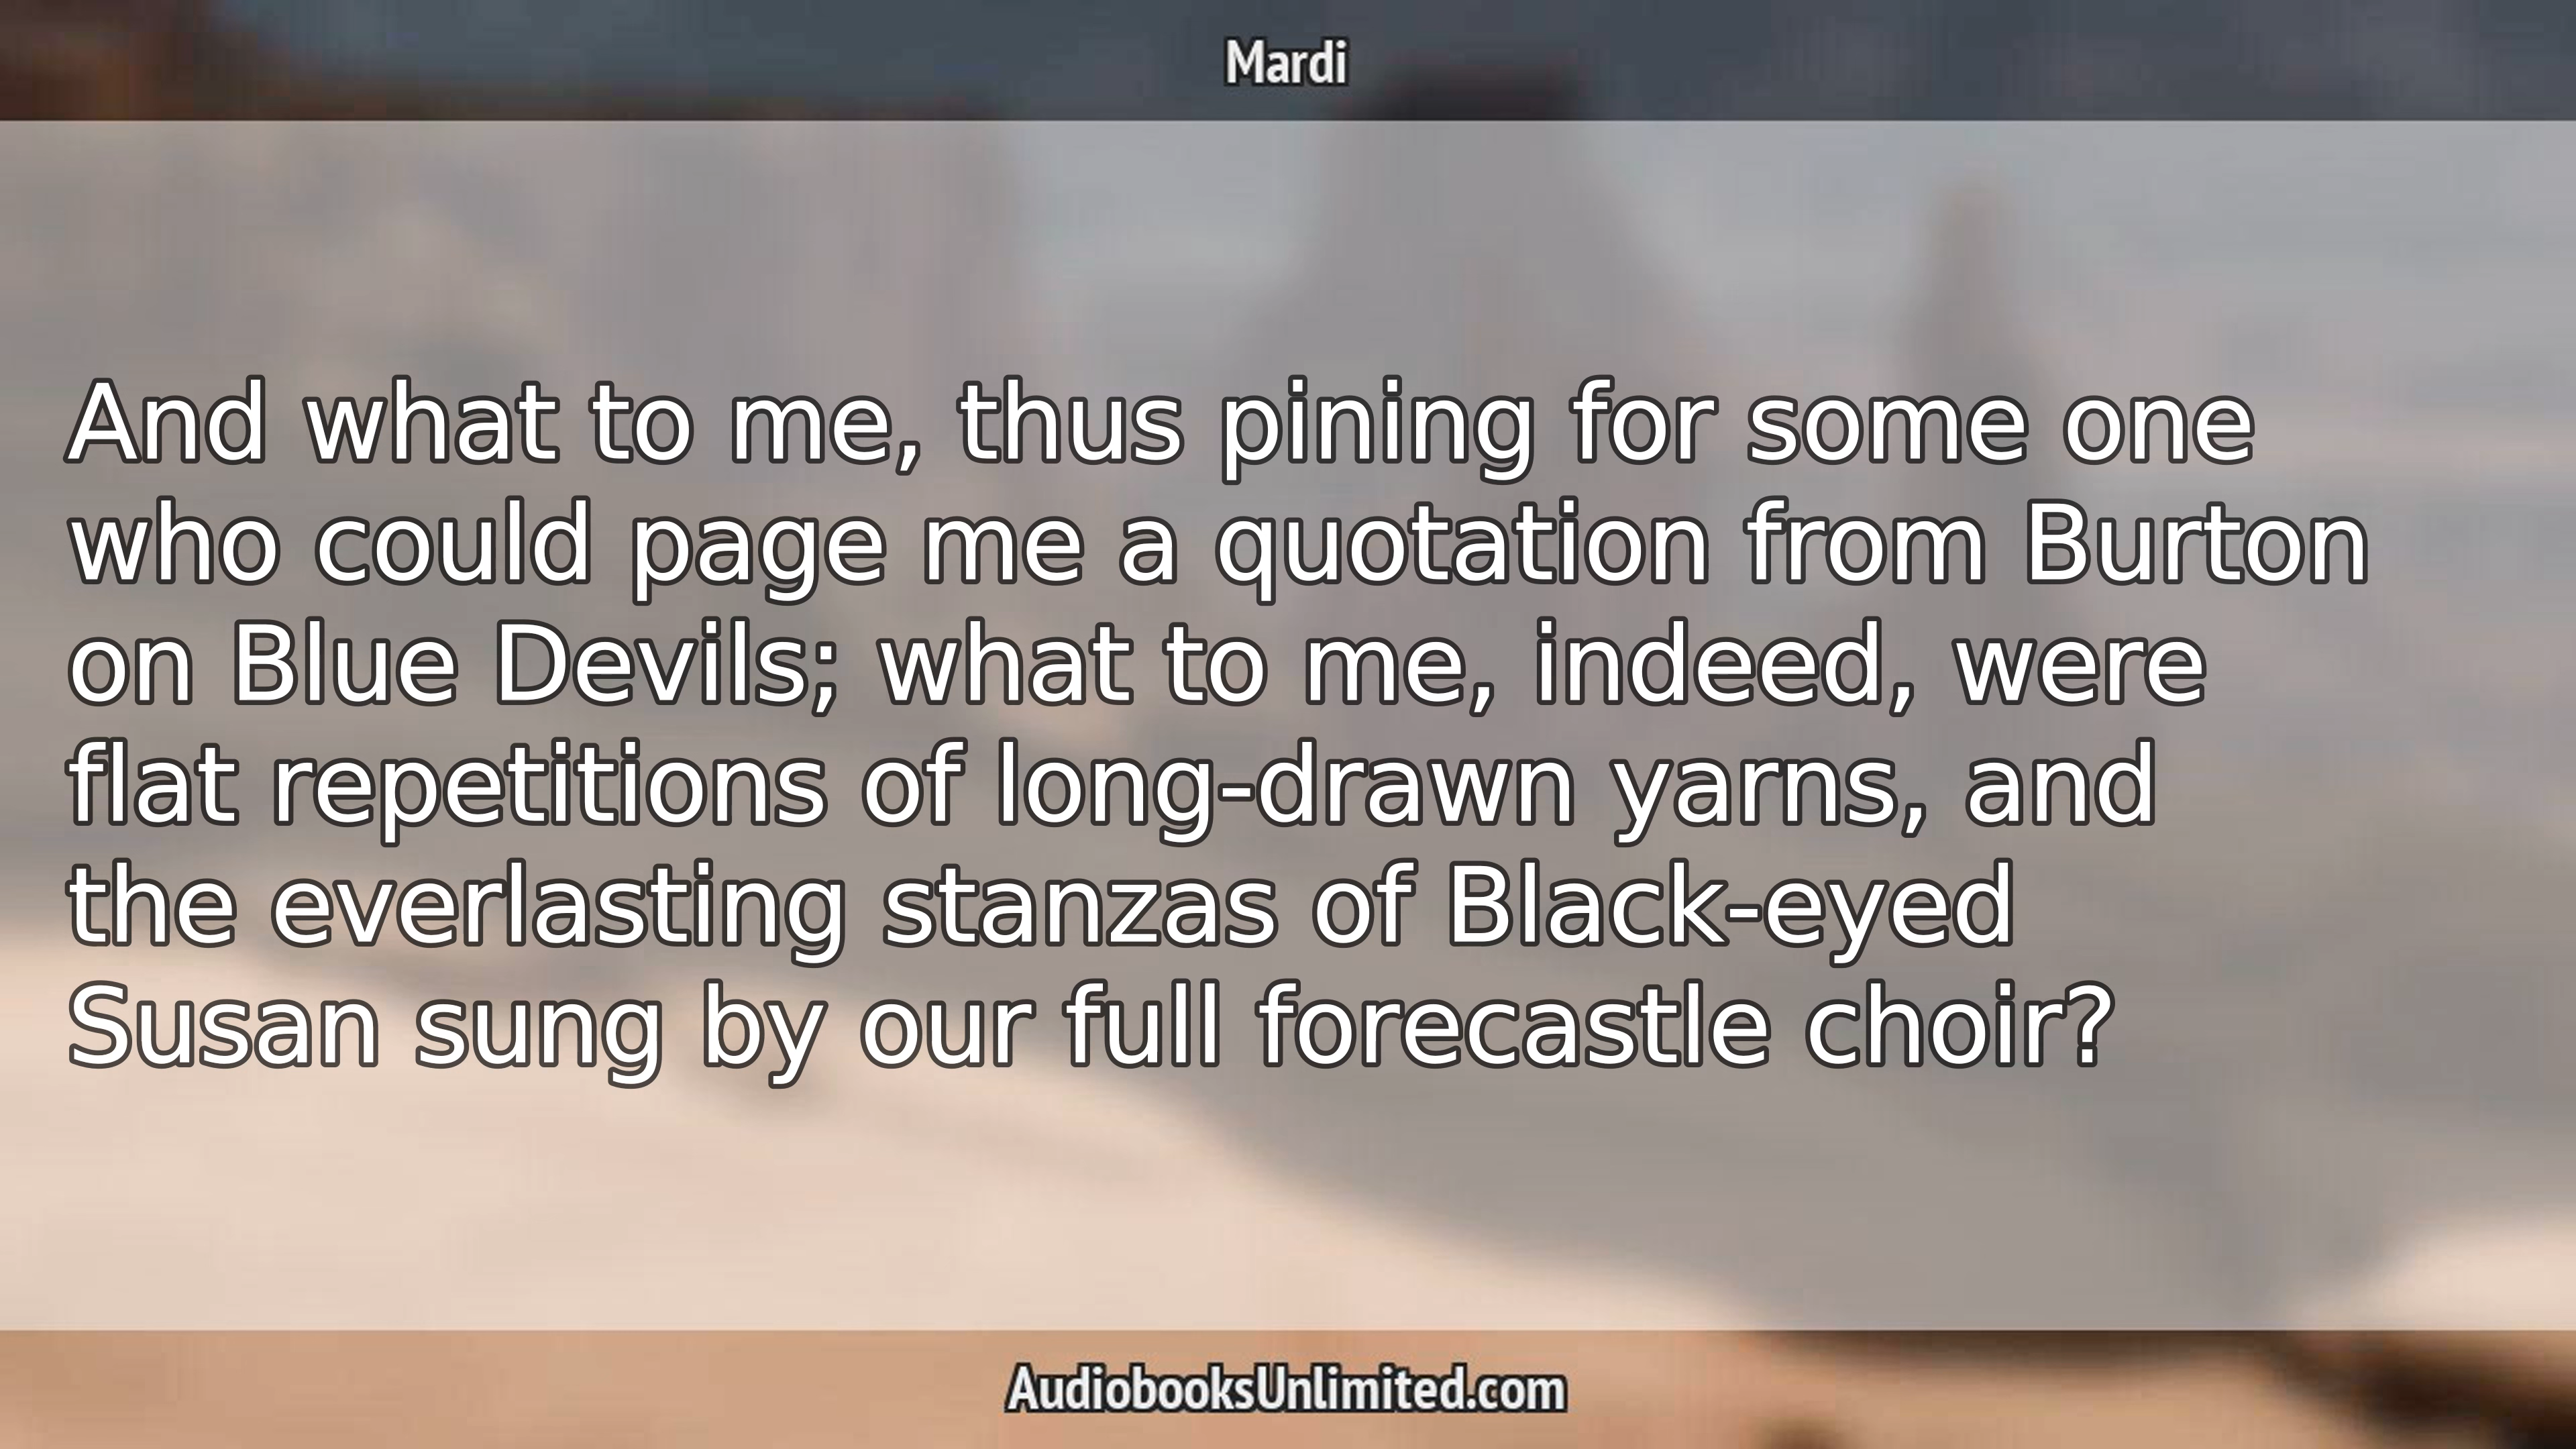 Mardi
And what to me, thus pining for some one
who could page me a quotation from Burton
on Blue Devils; what to me, indeed, were
flat repetitions of long-drawn yarns, and
the everlasting stanzas of Black-eyed
Susan sung by our full forecastle choir?
AudiobooksUnlimited.com